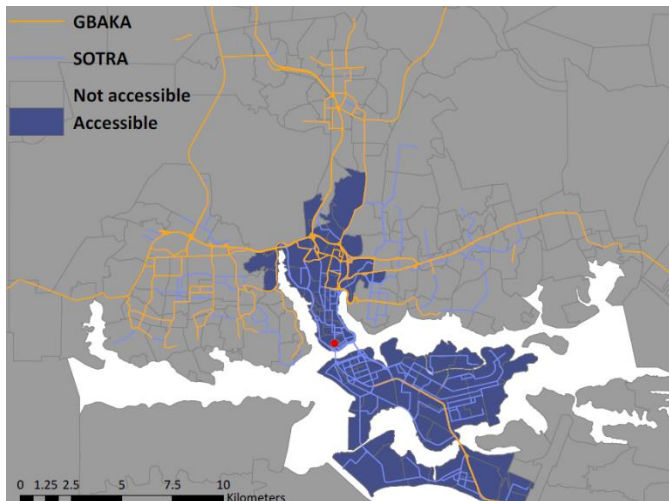 GBAKA
SOTRA
Not accessible
Accessible
0 1.25 2.5 5 7.5 10
Kilometers